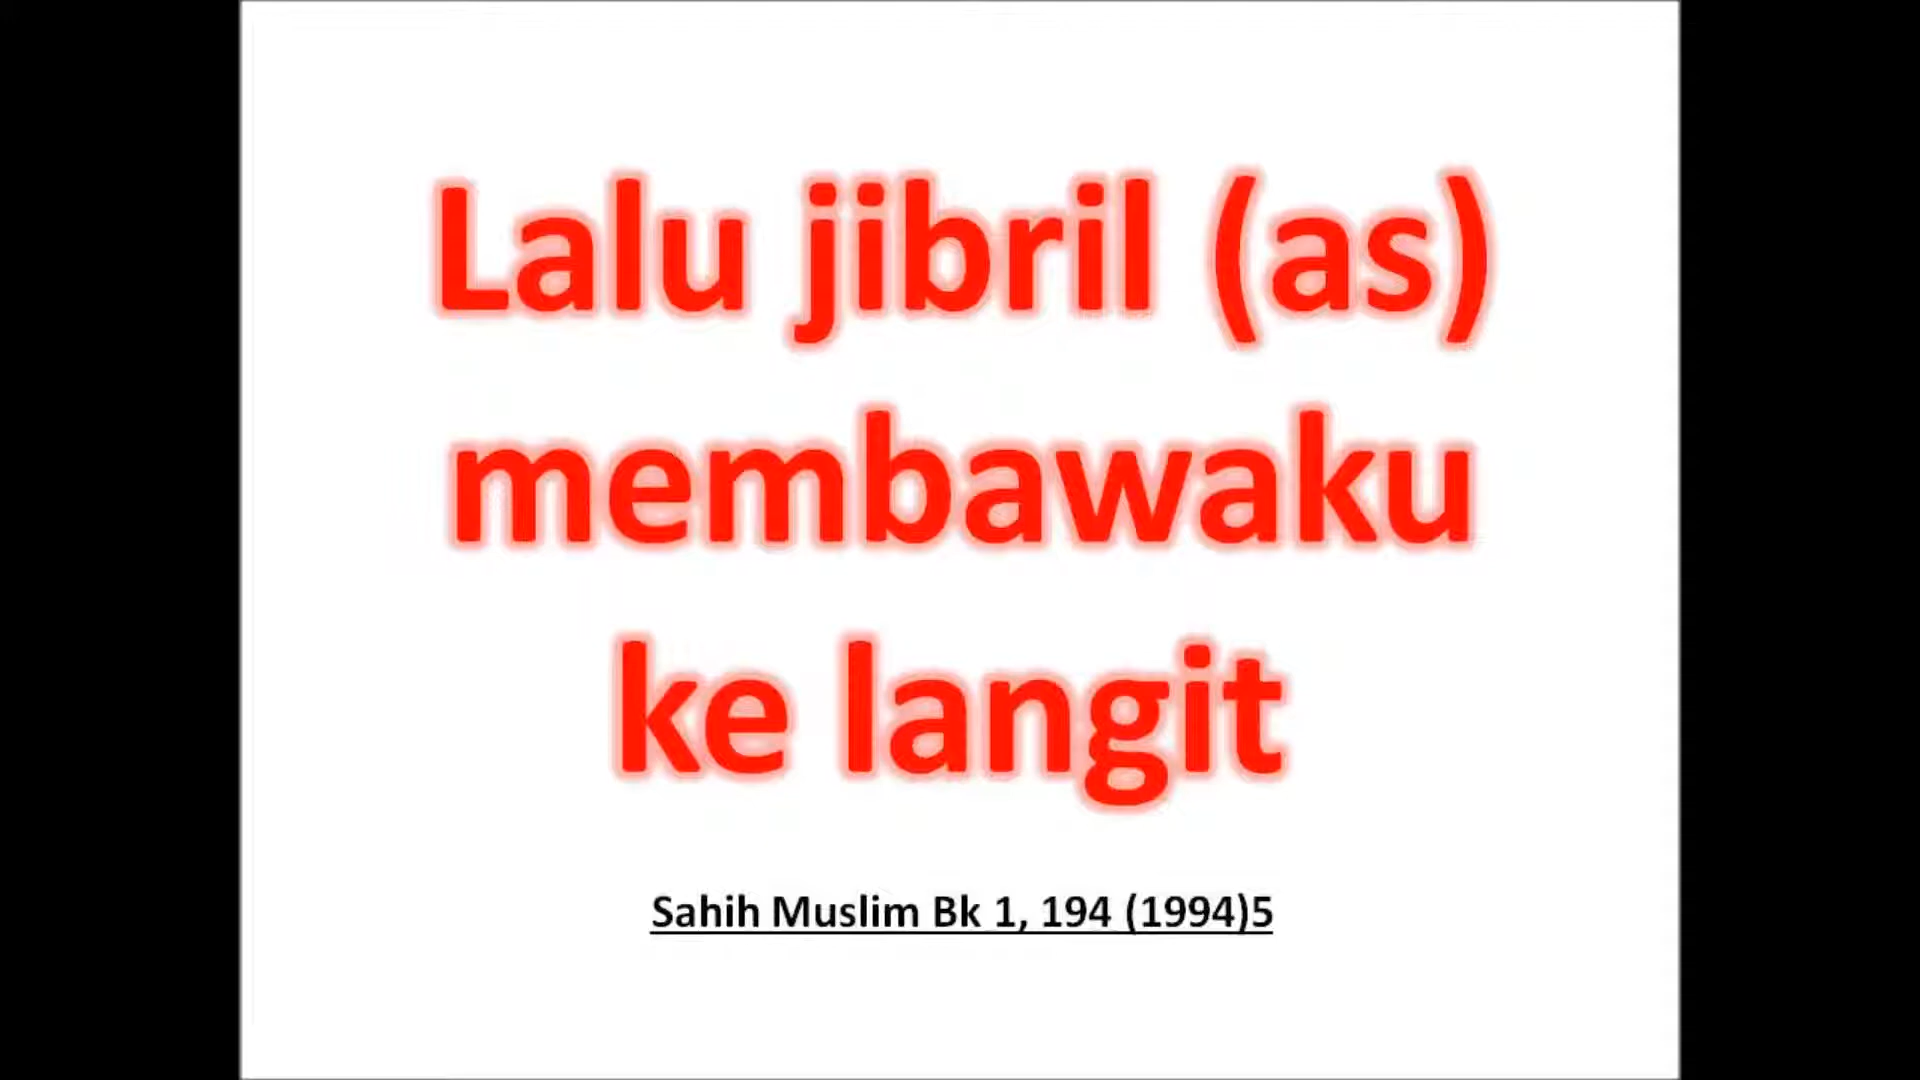 Lalu jibril (as)
membawaku
ke langit
Sahih Muslim Bk 1, 194 (1994)5